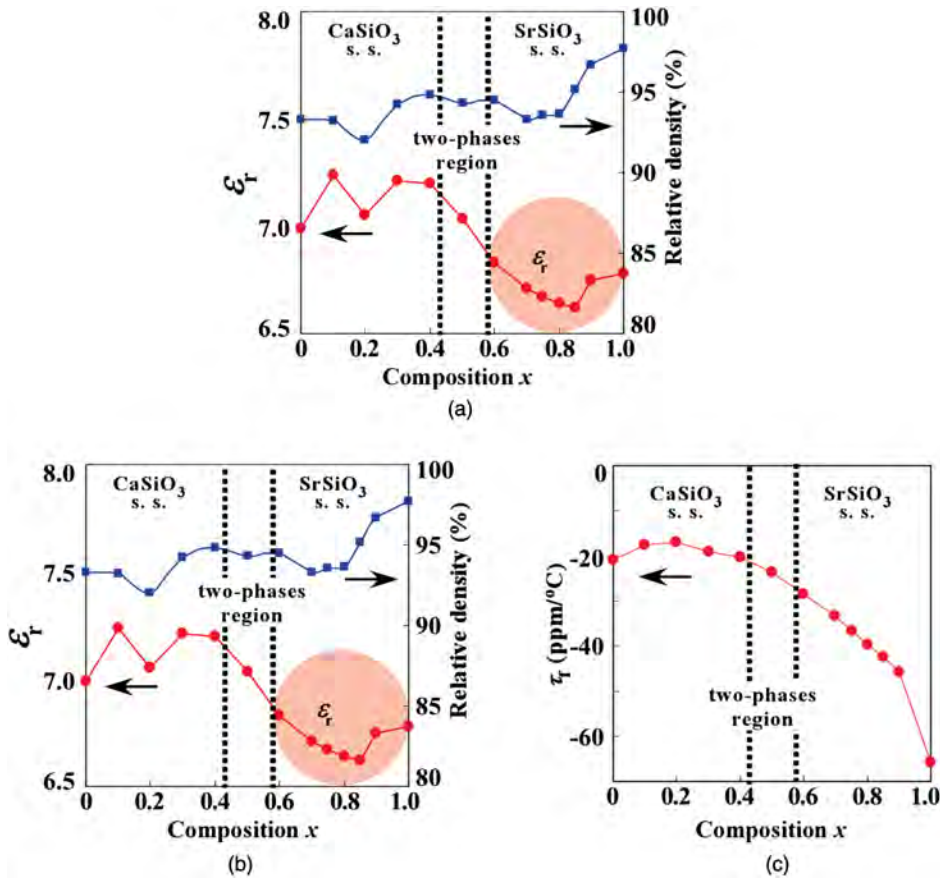 8.0
100
CaSiO3
s. s.
SrSiO3
s. s.
95
7.5
two-phases
region
90
εr
7.0
Relative density (%)
85
εr
6.5
80
0
0.2
0.4
0.6
0.8
1.0
Composition x
(a)
8.0
100
CaSiO3
s. s.
SrSiO3
s. s.
95
7.5
two-phases
region
90
εr
7.0
Relative density (%)
85
εr
6.5
80
0
0.2
0.4
0.6
0.8
1.0
Composition x
(b)
0
CaSiO3
s. s.
SrSiO3
s. s.
-20
τf (ppm/°C)
-40
two-phases
region
-60
0
0.2
0.4
0.6
0.8
1.0
Composition x
(c)